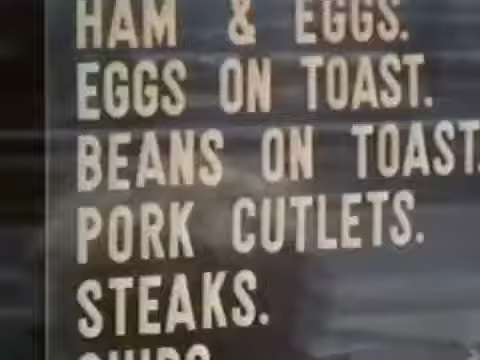 HAM & EGGS.
EGGS ON TOAST.
BEANS ON TOAST.
PORK CUTLETS.
STEAKS.